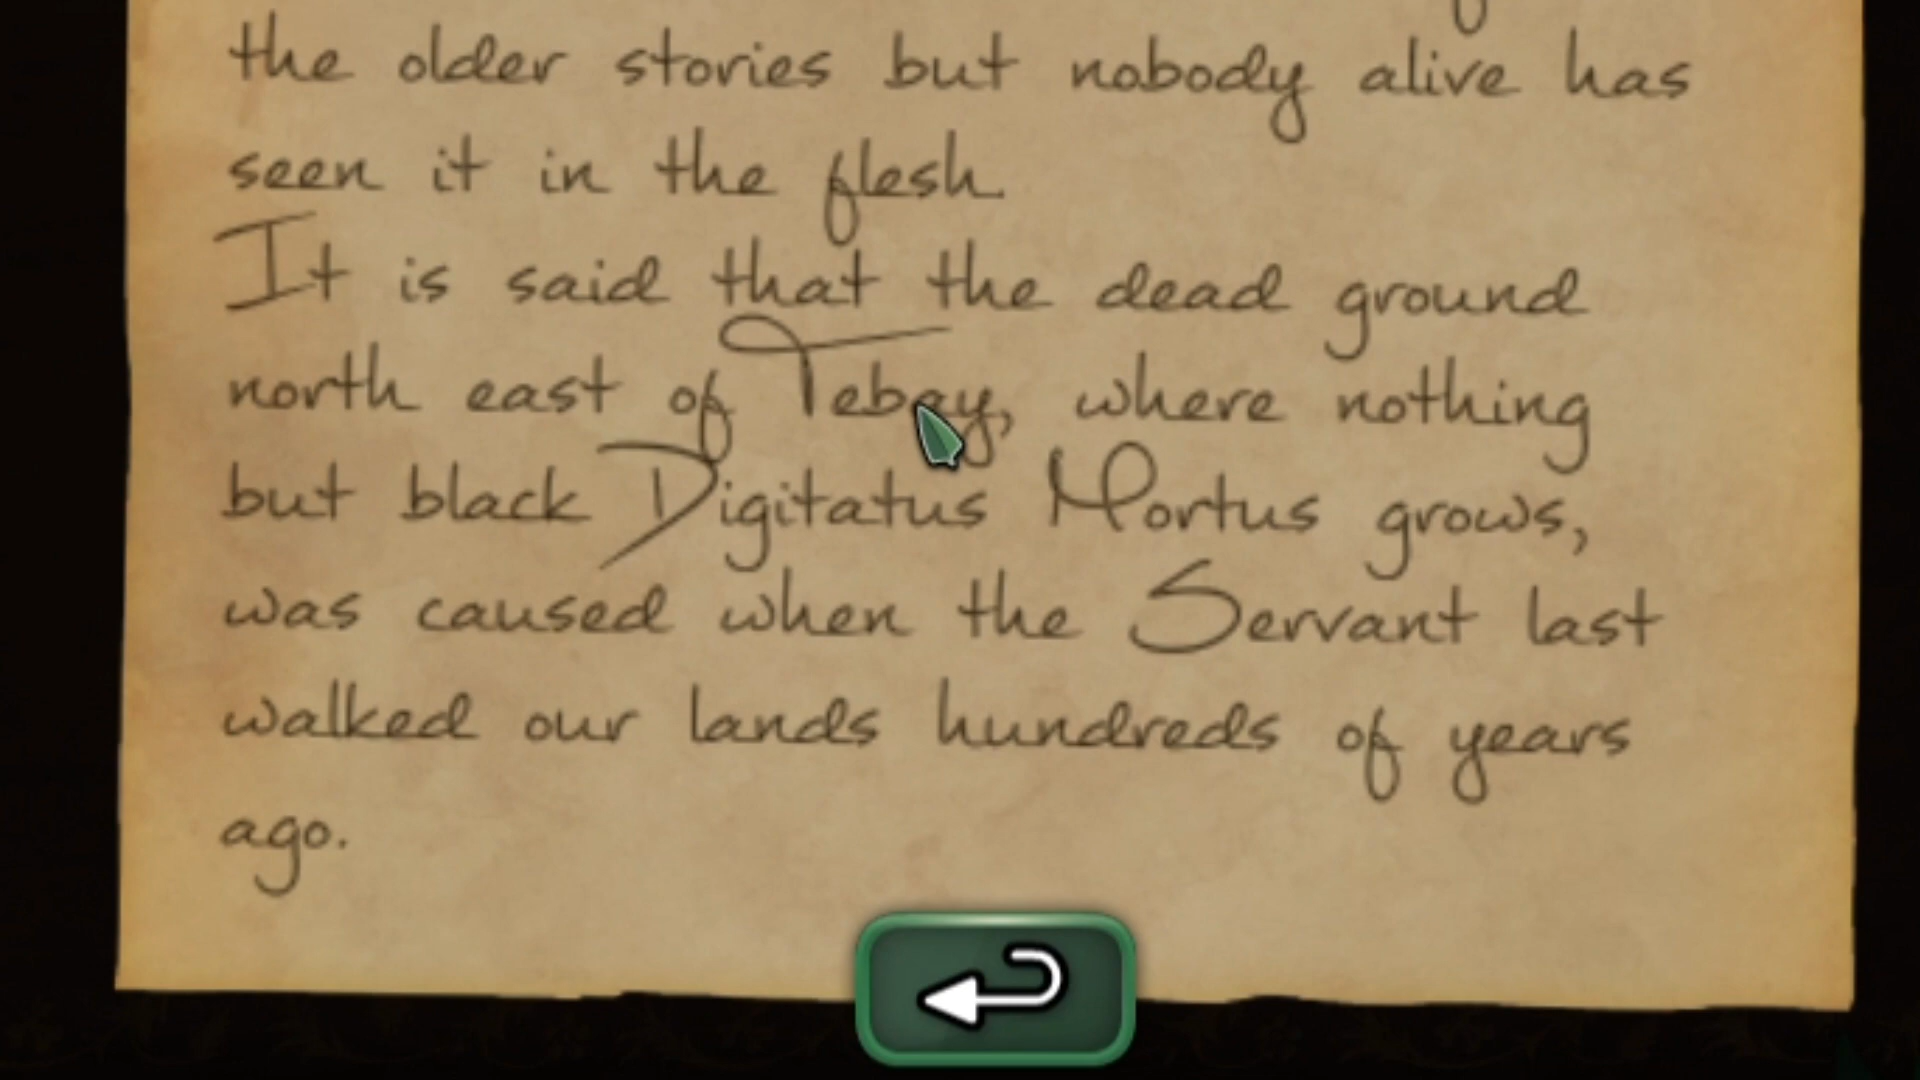 the older stories but nobody alive has
seen it in the flesh.
It is said that the dead ground
north east of Tebay, where nothing
but black Digitatus Mortus grows,
was caused when the Servant last
walked our lands hundreds of years
ago.